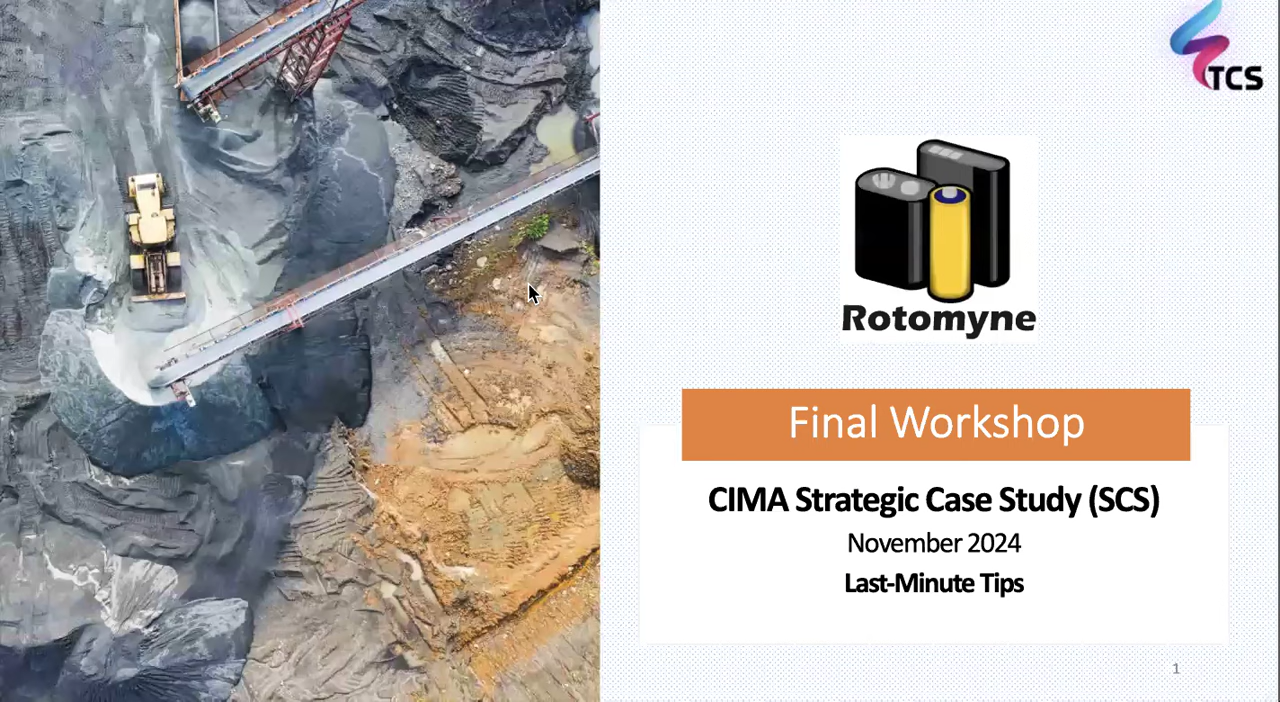 TCS
Rotomyne
Final Workshop
CIMA Strategic Case Study (SCS)
November 2024
Last-Minute Tips
1